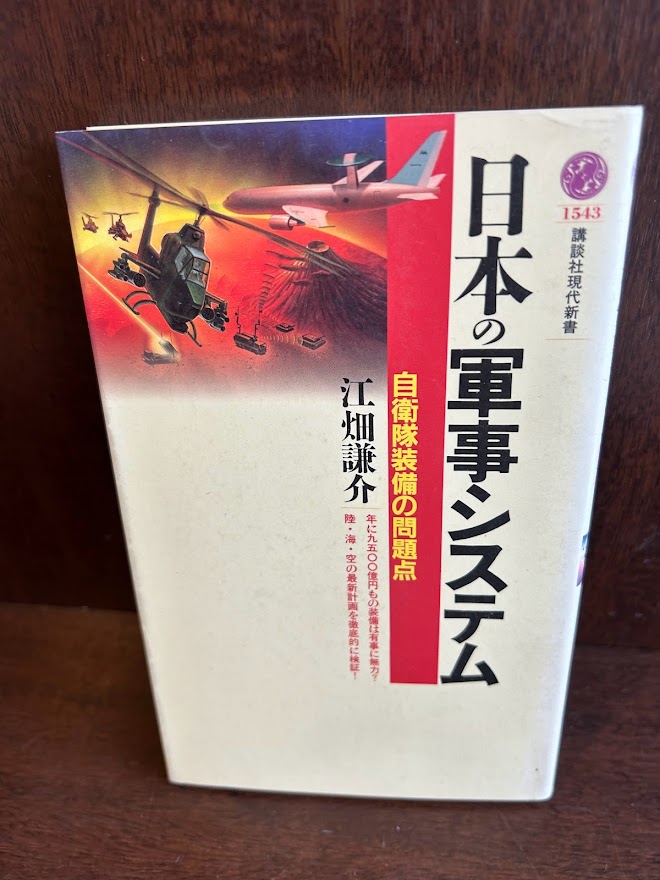 1543
講談社現代新書
日本の軍事システム
自衛隊装備の問題点
江畑謙介
年に九五〇〇億円もの装備は有事に無力?
陸・海・空の最新計画を徹底的に検証!